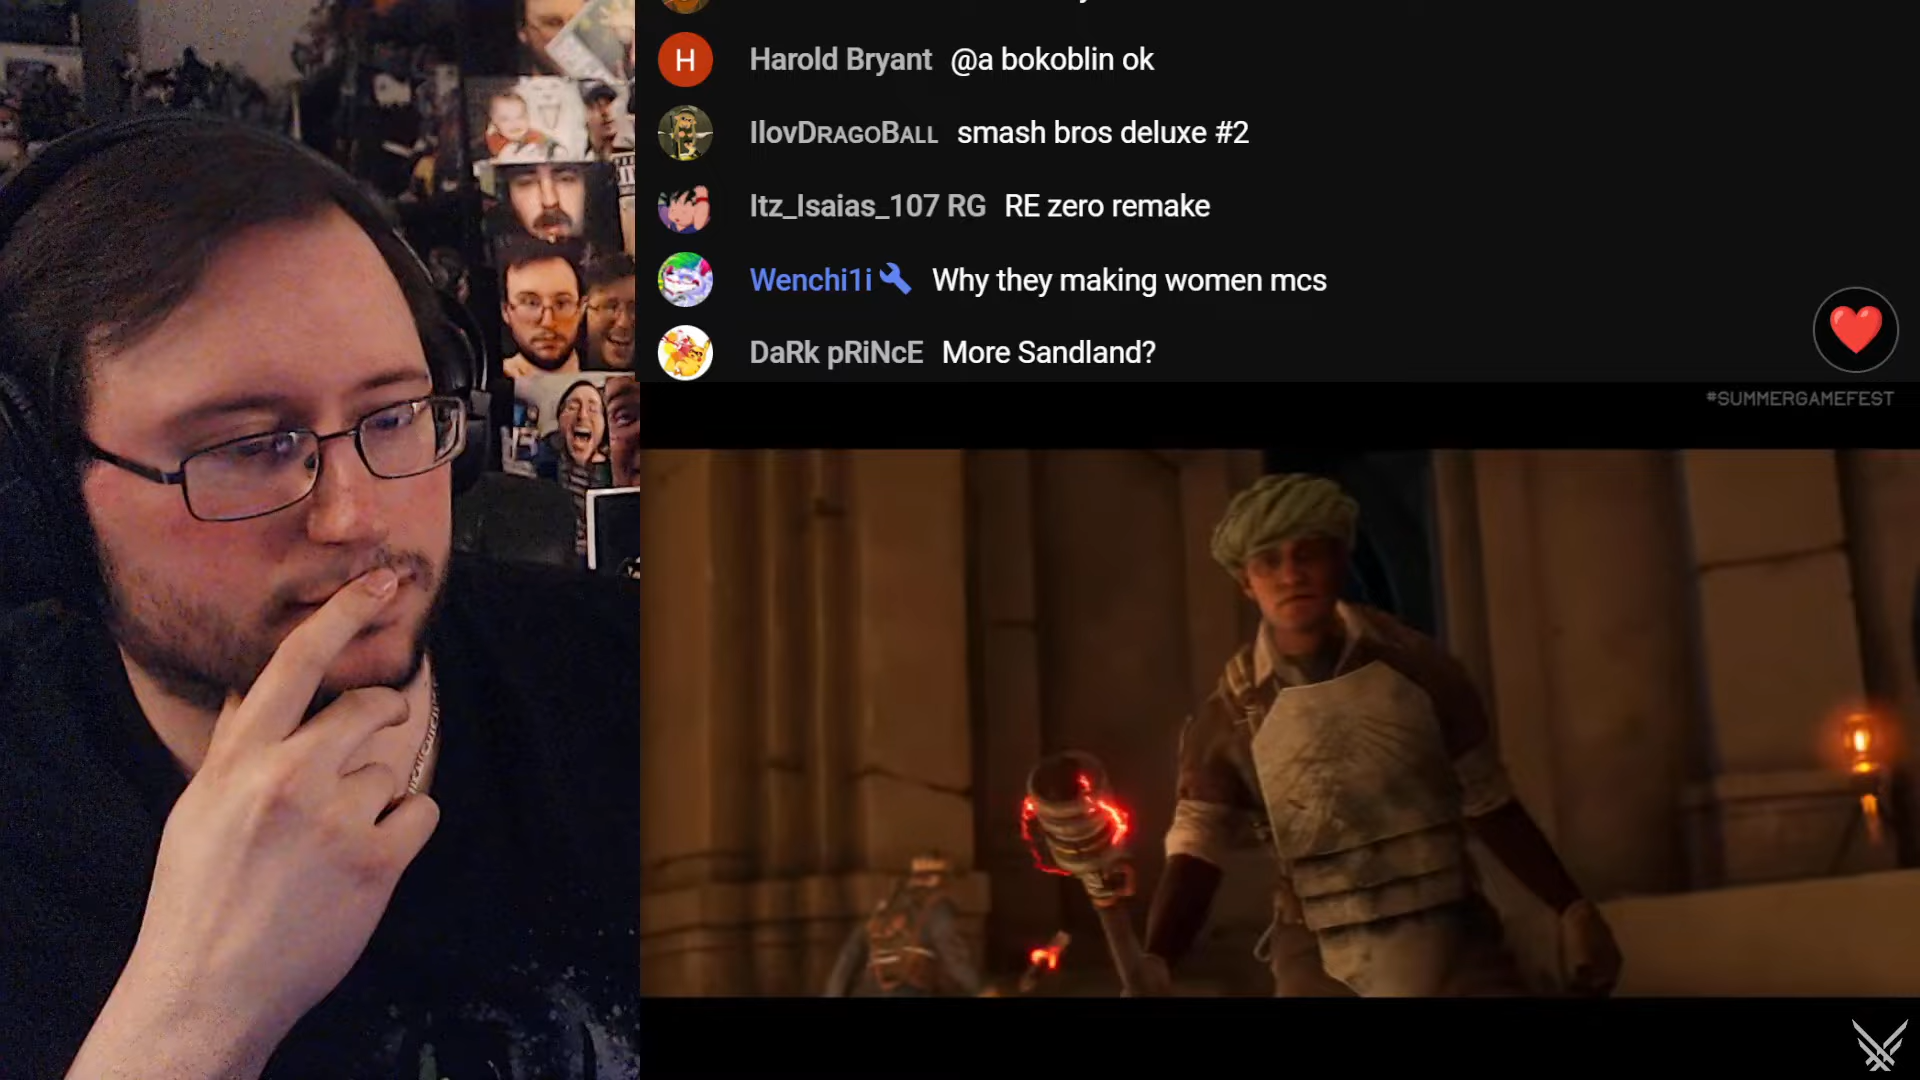 H Harold Bryant @a bokoblin ok
IlovDRAGOBALL smash bros deluxe #2
Itz_Isaias_107 RG RE zero remake
Wenchi1i Why they making women mcs
DaRk pRiNcE More Sandland?
#SUMMERGAMEFEST